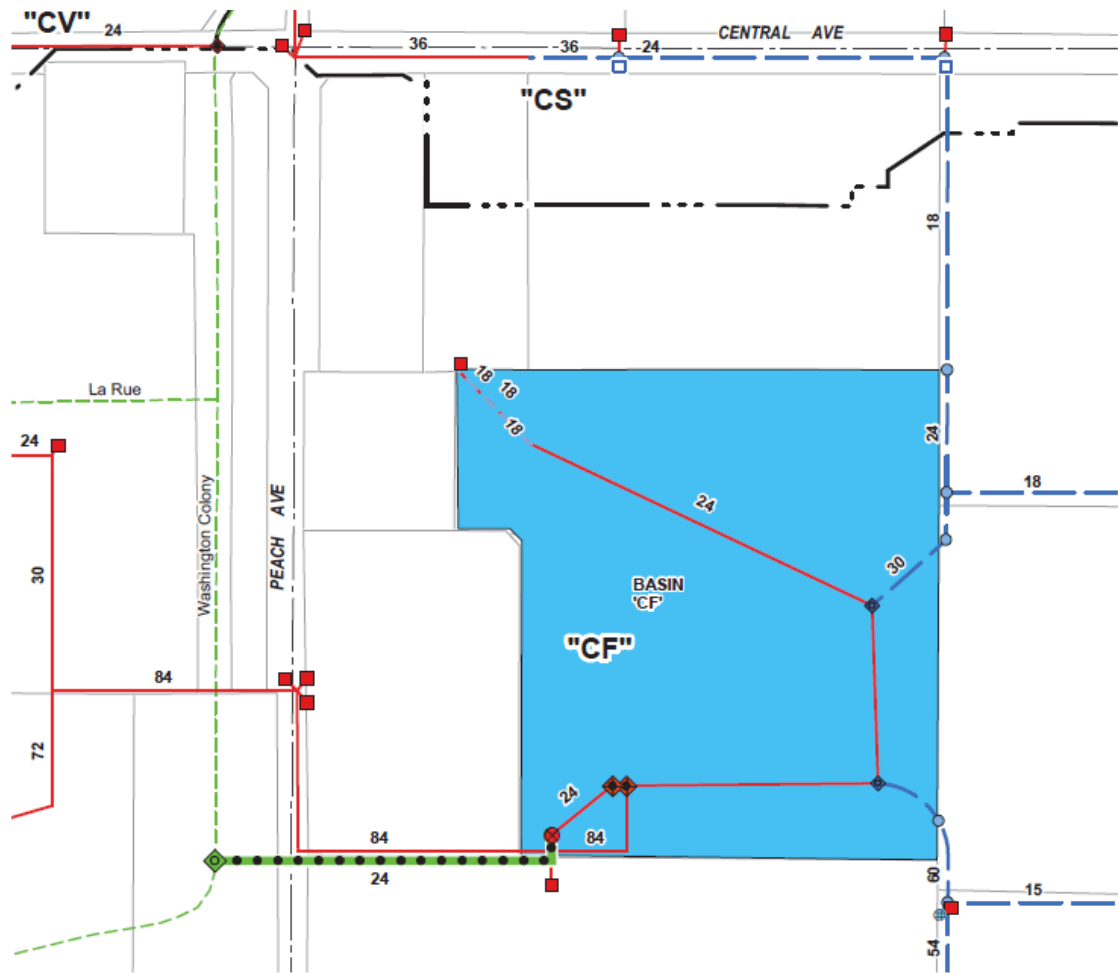 "CV"
24
36
36
24
CENTRAL AVE
"CS"
18
La Rue
24
18
18
18
24
24
18
Washington Colony
PEACH AVE
30
30
BASIN
'CF'
"CF"
84
72
24
84
84
24
60
15
54